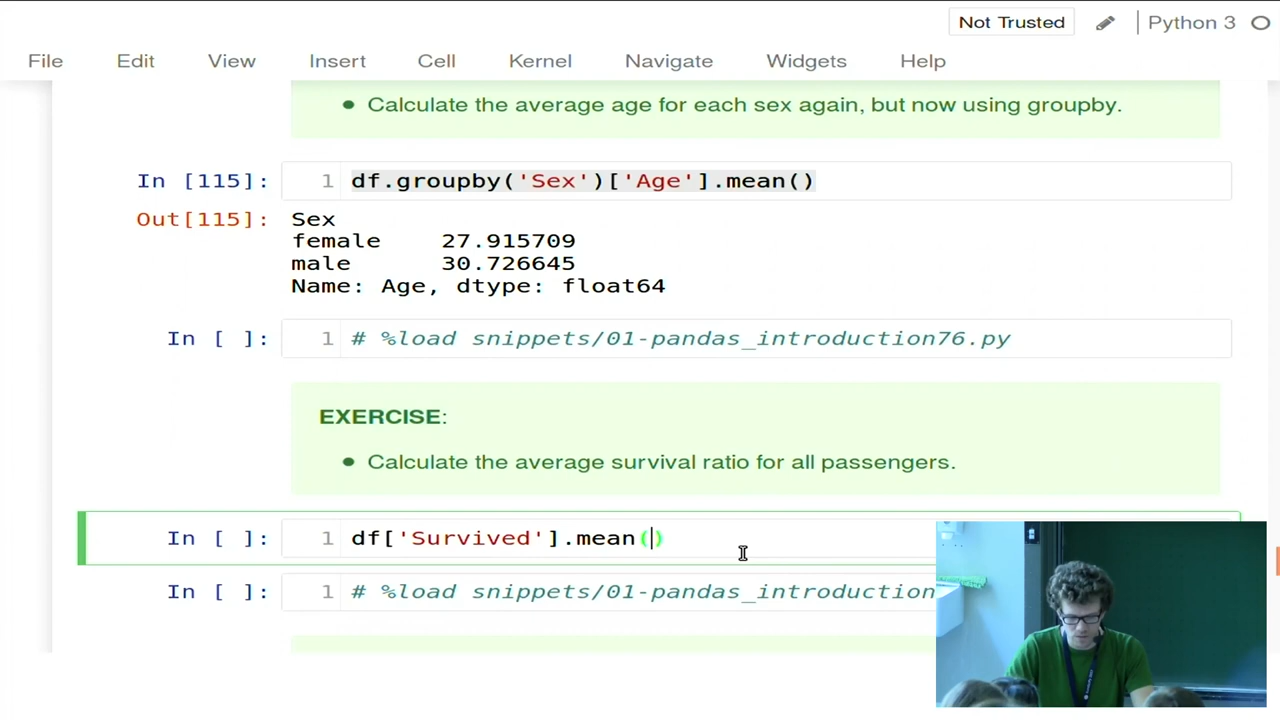 Not Trusted Python 3
File Edit View Insert Cell Kernel Navigate Widgets Help
• Calculate the average age for each sex again, but now using groupby.
In [115]: 1 df.groupby('Sex')['Age'].mean()
Out[115]: Sex
female 27.915709
male 30.726645
Name: Age, dtype: float64
In [ ]: 1 # %load snippets/01-pandas_introduction76.py
EXERCISE:
• Calculate the average survival ratio for all passengers.
In [ ]: 1 df['Survived'].mean()
In [ ]: 1 # %load snippets/01-pandas_introduction